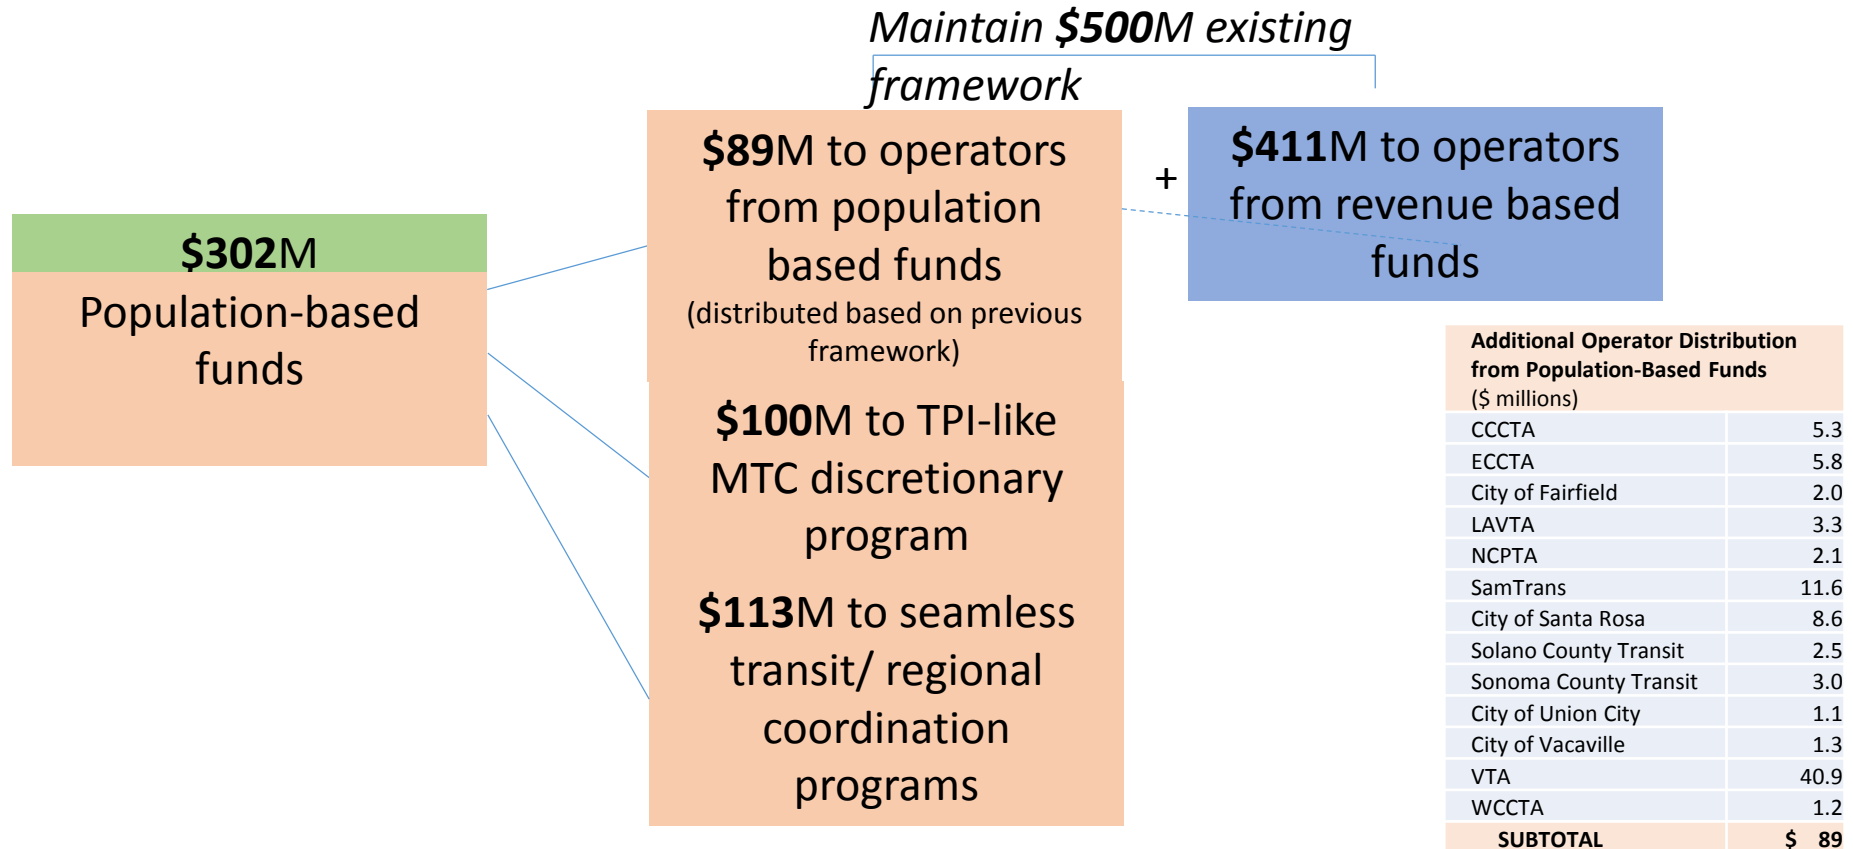 Maintain $500M existing
framework
$302M
Population-based
funds
$89M to operators
from population
based funds
(distributed based on previous
framework)
+
$411M to operators
from revenue based
funds
$100M to TPI-like
MTC discretionary
program
$113M to seamless
transit/ regional
coordination
programs
Additional Operator Distribution
from Population-Based Funds
($ millions)
CCCTA 5.3
ECCTA 5.8
City of Fairfield 2.0
LAVTA 3.3
NCPTA 2.1
SamTrans 11.6
City of Santa Rosa 8.6
Solano County Transit 2.5
Sonoma County Transit 3.0
City of Union City 1.1
City of Vacaville 1.3
VTA 40.9
WCCTA 1.2
SUBTOTAL $ 89